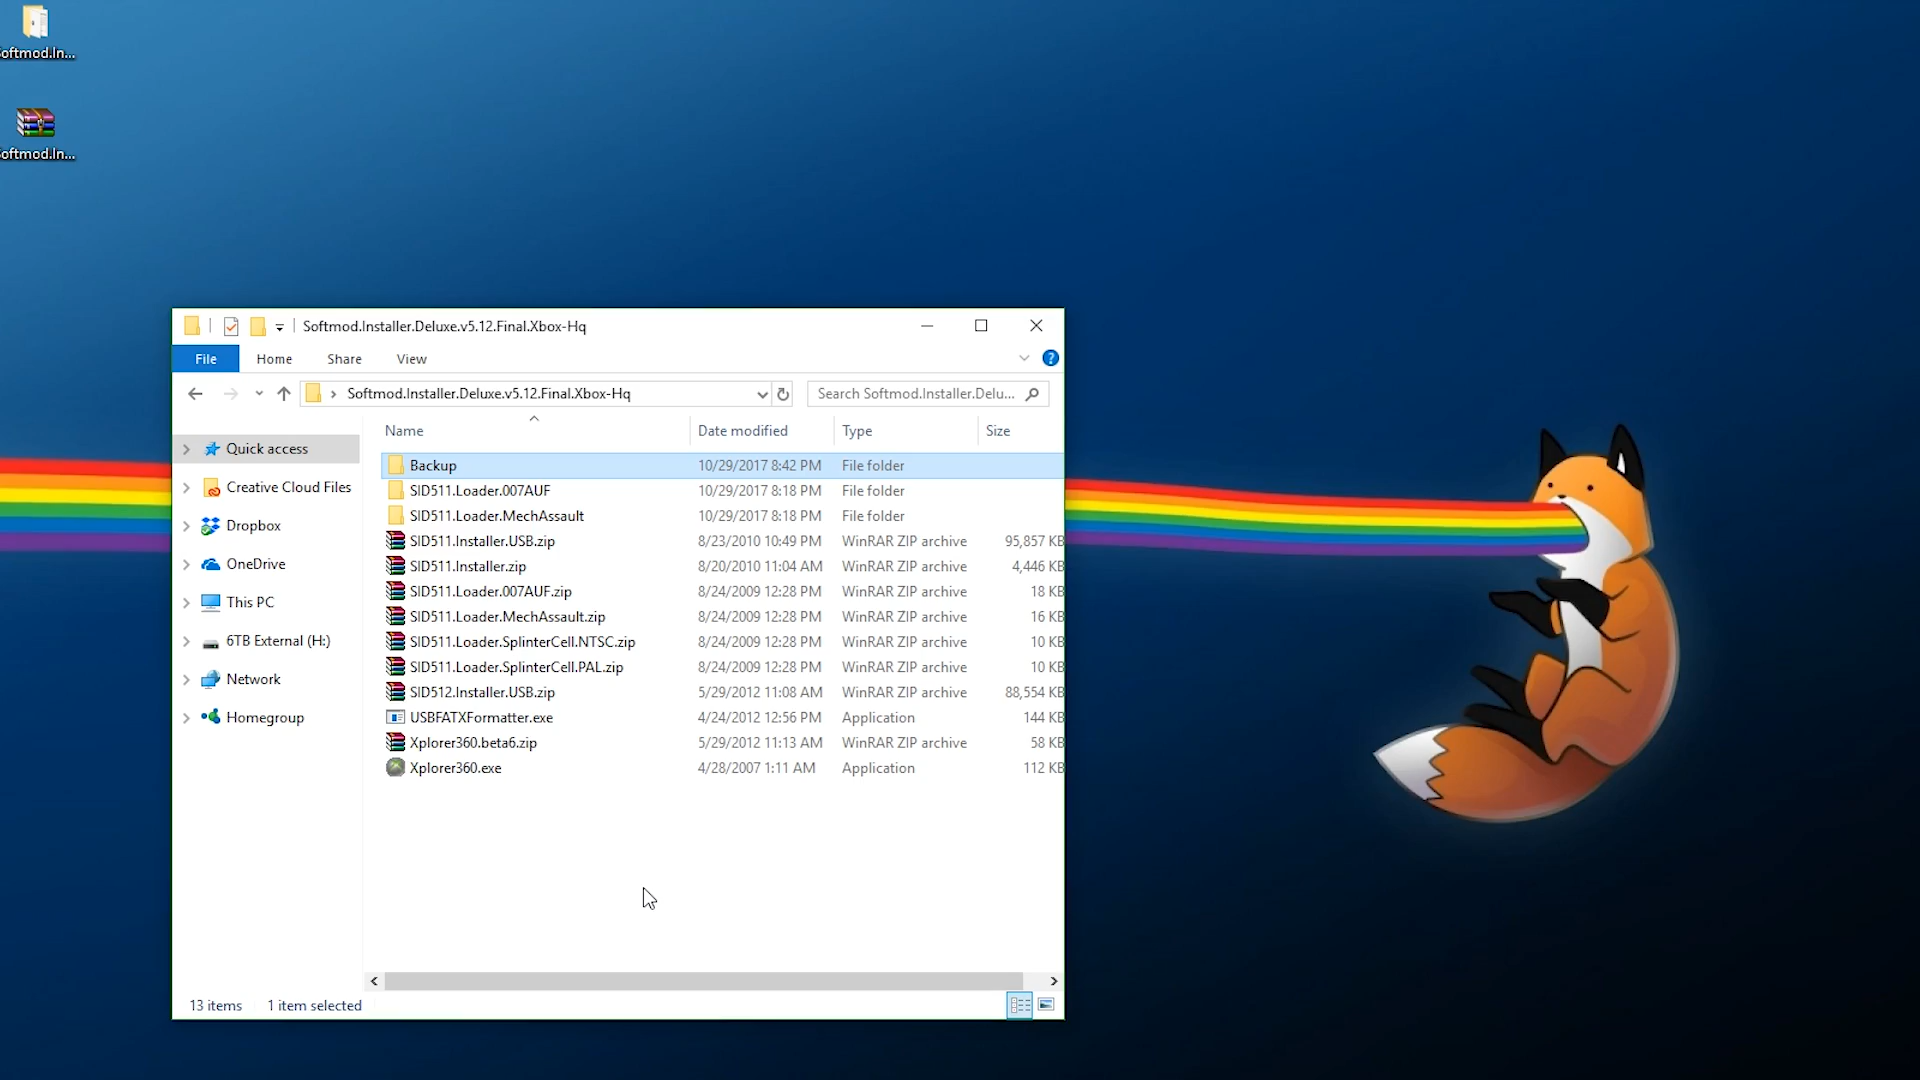 oftmod.In...
oftmod.In...
Softmod.Installer.Deluxe.v5.12.Final.Xbox-Hq
File Home Share View
Softmod.Installer.Deluxe.v5.12.Final.Xbox-Hq Search Softmod.Installer.Delu...
Name Date modified Type Size
Quick access
Creative Cloud Files
Dropbox
OneDrive
This PC
6TB External (H:)
Network
Homegroup
Backup 10/29/2017 8:42 PM File folder
SID511.Loader.007AUF 10/29/2017 8:18 PM File folder
SID511.Loader.MechAssault 10/29/2017 8:18 PM File folder
SID511.Installer.USB.zip 8/23/2010 10:49 PM WinRAR ZIP archive 95,857 KB
SID511.Installer.zip 8/20/2010 11:04 AM WinRAR ZIP archive 4,446 KB
SID511.Loader.007AUF.zip 8/24/2009 12:28 PM WinRAR ZIP archive 18 KB
SID511.Loader.MechAssault.zip 8/24/2009 12:28 PM WinRAR ZIP archive 16 KB
SID511.Loader.SplinterCell.NTSC.zip 8/24/2009 12:28 PM WinRAR ZIP archive 10 KB
SID511.Loader.SplinterCell.PAL.zip 8/24/2009 12:28 PM WinRAR ZIP archive 10 KB
SID512.Installer.USB.zip 5/29/2012 11:08 AM WinRAR ZIP archive 88,554 KB
USBFATXFormatter.exe 4/24/2012 12:56 PM Application 144 KB
Xplorer360.beta6.zip 5/29/2012 11:13 AM WinRAR ZIP archive 58 KB
Xplorer360.exe 4/28/2007 1:11 AM Application 112 KB
13 items 1 item selected